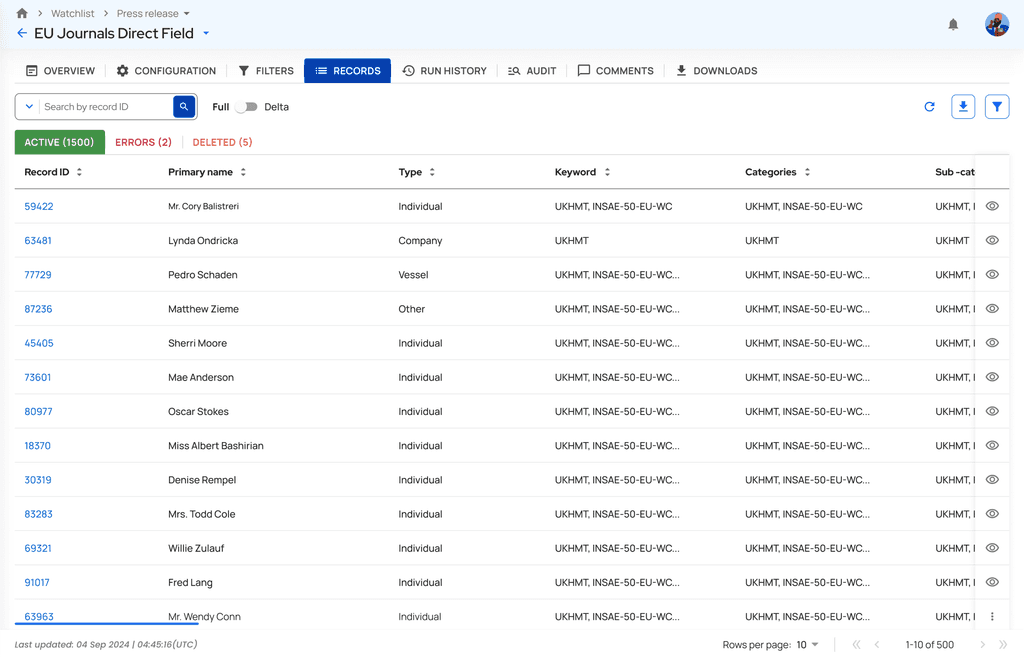 Watchlist Press release
EU Journals Direct Field
OVERVIEW CONFIGURATION FILTERS RECORDS RUN HISTORY AUDIT COMMENTS DOWNLOADS
Search by record ID Full Delta
ACTIVE (1500) ERRORS (2) DELETED (5)
Record ID Primary name Type Keyword Categories Sub -cat
59422 Mr. Cory Balistreri Individual UKHMT, INSAE-50-EU-WC UKHMT, INSAE-50-EU-WC UKHMT, I
63481 Lynda Ondricka Company UKHMT UKHMT UKHMT
77729 Pedro Schaden Vessel UKHMT, INSAE-50-EU-WC... UKHMT, INSAE-50-EU-WC... UKHMT, I
87236 Matthew Zieme Other UKHMT, INSAE-50-EU-WC... UKHMT, INSAE-50-EU-WC... UKHMT, I
45405 Sherri Moore Individual UKHMT, INSAE-50-EU-WC... UKHMT, INSAE-50-EU-WC... UKHMT, I
73601 Mae Anderson Individual UKHMT, INSAE-50-EU-WC... UKHMT, INSAE-50-EU-WC... UKHMT, I
80977 Oscar Stokes Individual UKHMT, INSAE-50-EU-WC... UKHMT, INSAE-50-EU-WC... UKHMT, I
18370 Miss Albert Bashirian Individual UKHMT, INSAE-50-EU-WC... UKHMT, INSAE-50-EU-WC... UKHMT, I
30319 Denise Rempel Individual UKHMT, INSAE-50-EU-WC... UKHMT, INSAE-50-EU-WC... UKHMT, I
83283 Mrs. Todd Cole Individual UKHMT, INSAE-50-EU-WC... UKHMT, INSAE-50-EU-WC... UKHMT, I
69321 Willie Zulauf Individual UKHMT, INSAE-50-EU-WC... UKHMT, INSAE-50-EU-WC... UKHMT, I
91017 Fred Lang Individual UKHMT, INSAE-50-EU-WC... UKHMT, INSAE-50-EU-WC... UKHMT, I
63963 Mr. Wendy Conn Individual UKHMT, INSAE-50-EU-WC... UKHMT, INSAE-50-EU-WC... UKHMT, I
Last updated: 04 Sep 2024 | 04:45:16(UTC) Rows per page: 10 1-10 of 500